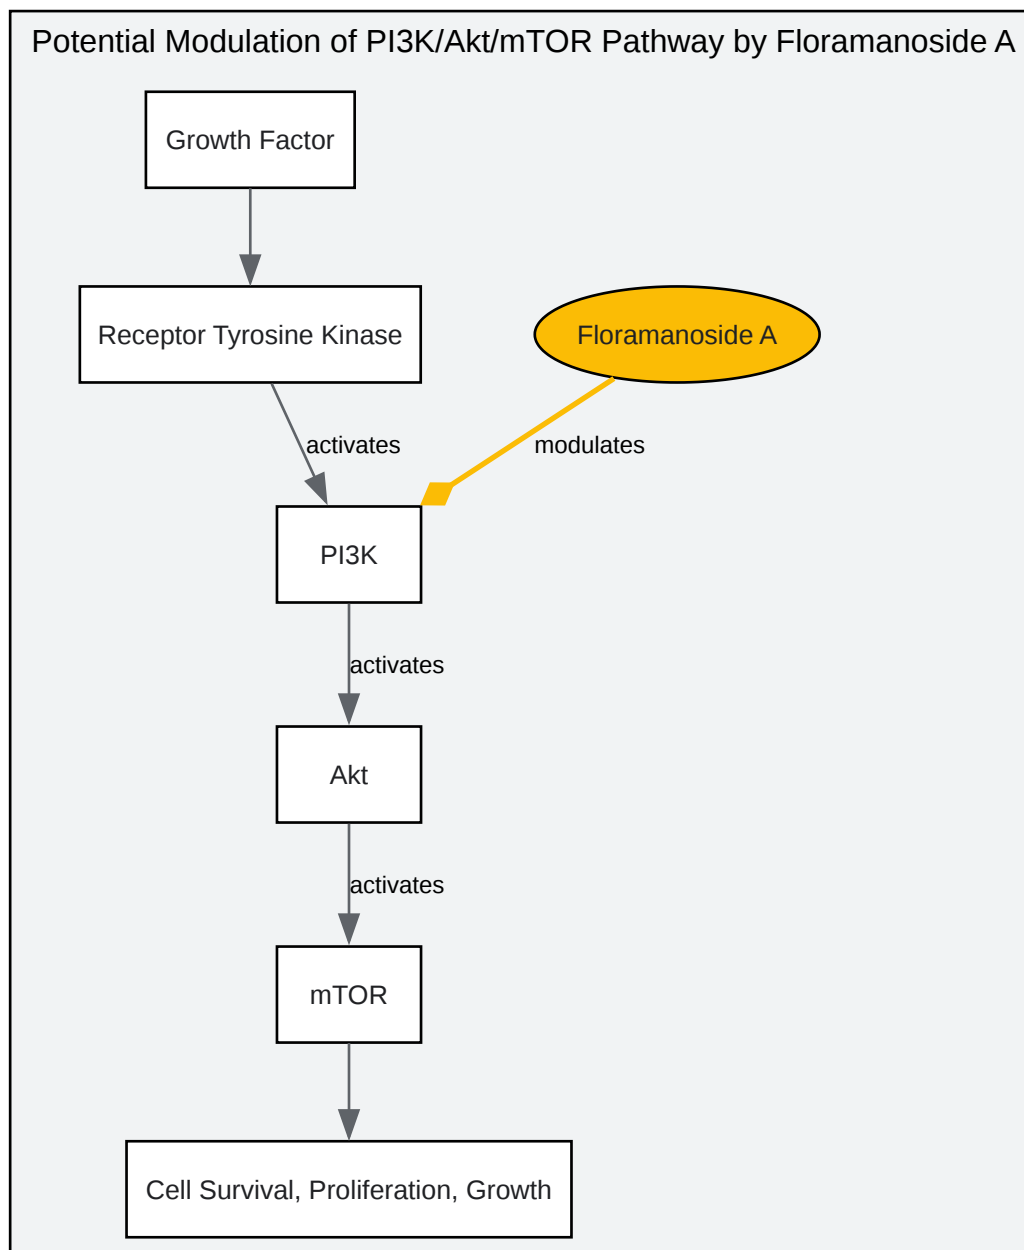 Potential Modulation of PI3K/Akt/mTOR Pathway by Floramanoside A
Growth Factor
Receptor Tyrosine Kinase
Floramanoside A
activates
modulates
PI3K
activates
Akt
activates
mTOR
Cell Survival, Proliferation, Growth